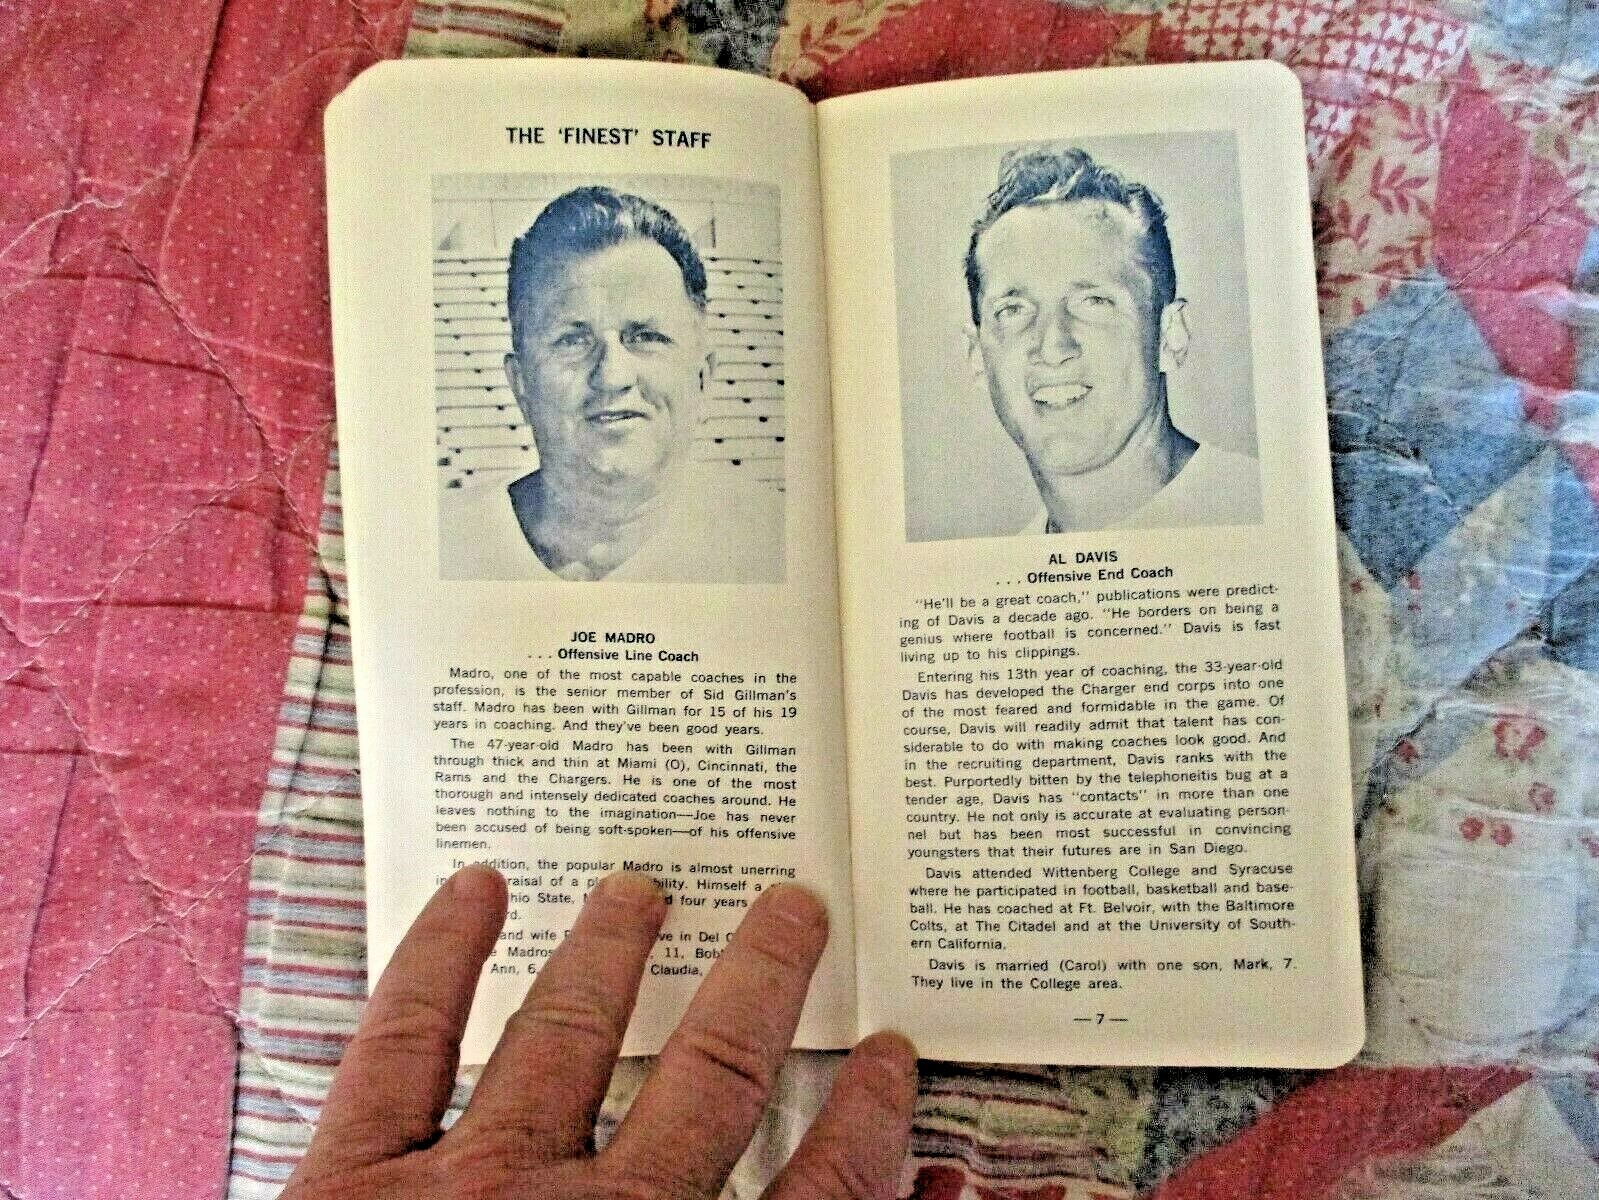 THE 'FINEST' STAFF
JOE MADRO
. . . Offensive Line Coach
Madro, one of the most capable coaches in the
profession, is the senior member of Sid Gillman's
staff. Madro has been with Gillman for 15 of his 19
years in coaching. And they've been good years.
The 47-year-old Madro has been with Gillman
through thick and thin at Miami (O), Cincinnati, the
Rams and the Chargers. He is one of the most
thorough and intensely dedicated coaches around. He
leaves nothing to the imagination—Joe has never
been accused of being soft-spoken—of his offensive
linemen.
In addition, the popular Madro is almost unerring
of a bility. Himself a
State, four years
and wife in Del
Madros 11,
Ann, 6, Claudia,
AL DAVIS
. . . Offensive End Coach
"He'll be a great coach," publications were predict-
ing of Davis a decade ago. "He borders on being a
genius where football is concerned." Davis is fast
living up to his clippings.
Entering his 13th year of coaching, the 33-year-old
Davis has developed the Charger end corps into one
of the most feared and formidable in the game. Of
course, Davis will readily admit that talent has con-
siderable to do with making coaches look good. And
in the recruiting department, Davis ranks with the
best. Purportedly bitten by the telephoneitis bug at a
tender age, Davis has "contacts" in more than one
country. He not only is accurate at evaluating person-
nel but has been most successful in convincing
youngsters that their futures are in San Diego.
Davis attended Wittenberg College and Syracuse
where he participated in football, basketball and base-
ball. He has coached at Ft. Belvoir, with the Baltimore
Colts, at The Citadel and at the University of South-
ern California.
Davis is married (Carol) with one son, Mark, 7.
They live in the College area.
— 7 —